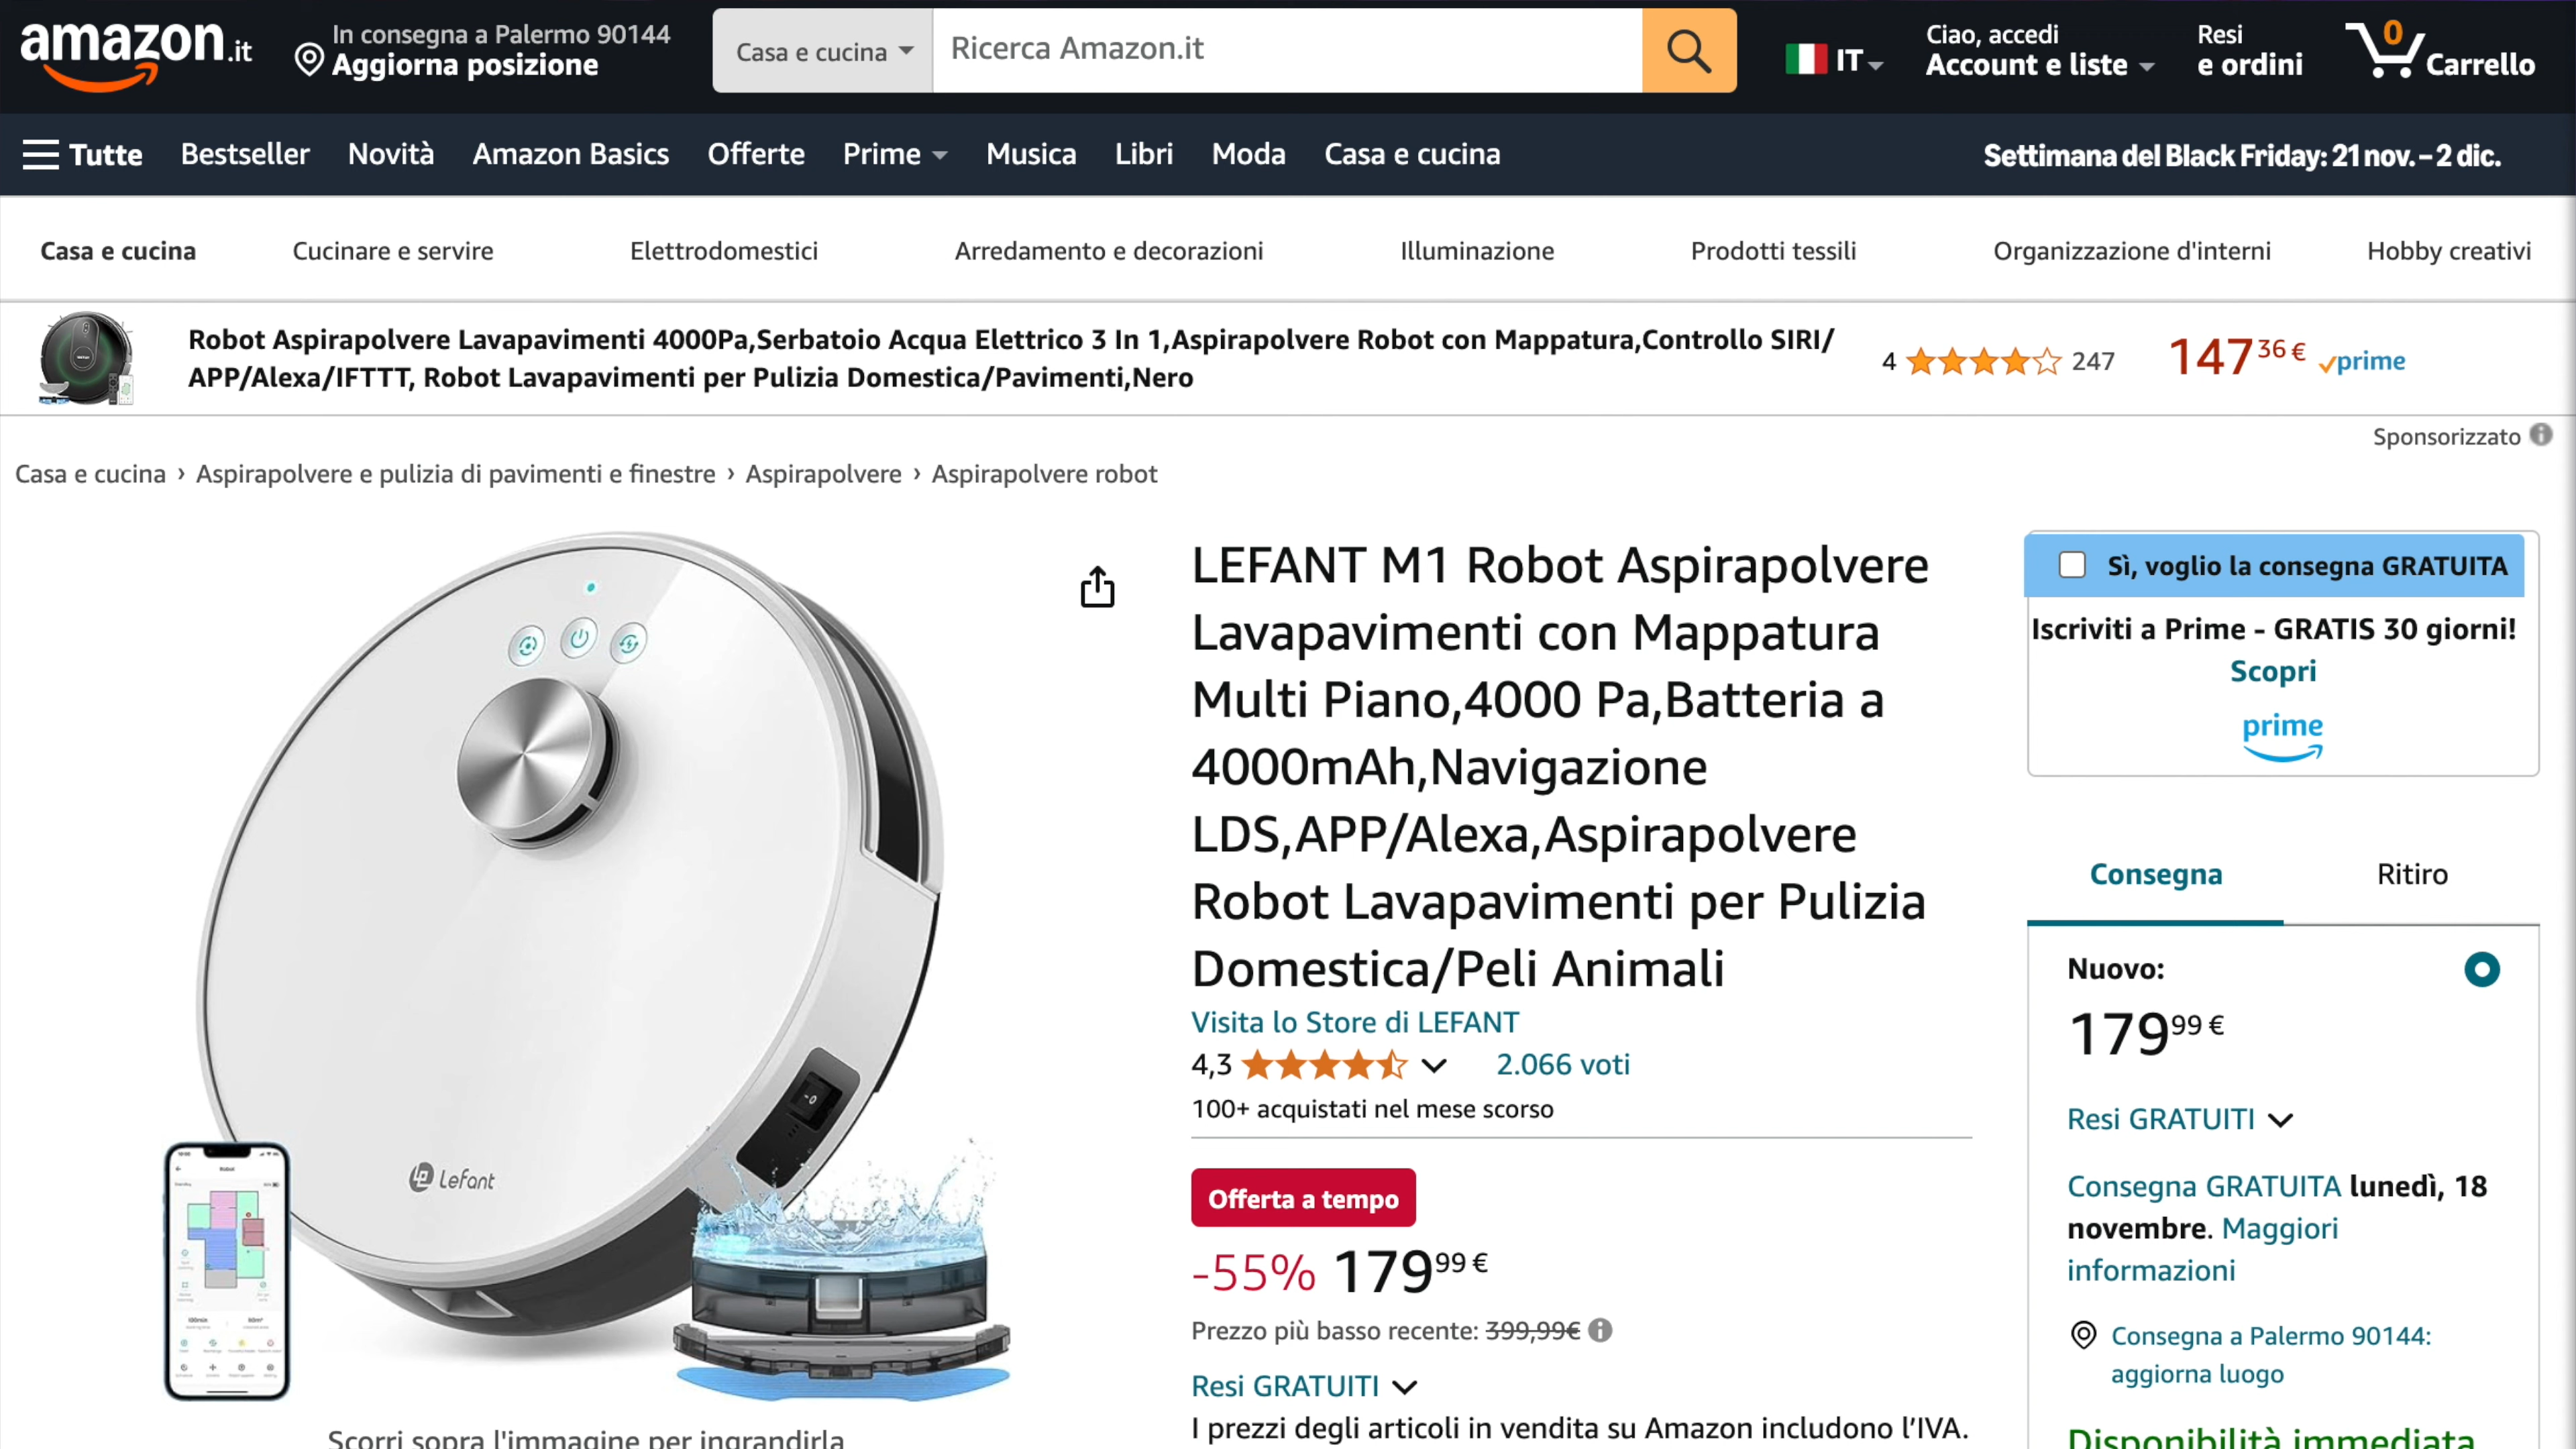 amazon.it
In consegna a Palermo 90144
Aggiorna posizione
Casa e cucina
Ricerca Amazon.it
IT
Ciao, accedi
Account e liste
Resi
e ordini
0
Carrello
Tutte
Bestseller
Novità
Amazon Basics
Offerte
Prime
Musica
Libri
Moda
Casa e cucina
Settimana del Black Friday: 21 nov. – 2 dic.
Casa e cucina
Cucinare e servire
Elettrodomestici
Arredamento e decorazioni
Illuminazione
Prodotti tessili
Organizzazione d'interni
Hobby creativi
Robot Aspirapolvere Lavapavimenti 4000Pa,Serbatoio Acqua Elettrico 3 In 1,Aspirapolvere Robot con Mappatura,Controllo SIRI/
APP/Alexa/IFTTT, Robot Lavapavimenti per Pulizia Domestica/Pavimenti,Nero
4
247
147 36 €
prime
Sponsorizzato
Casa e cucina › Aspirapolvere e pulizia di pavimenti e finestre › Aspirapolvere › Aspirapolvere robot
Lefant
Scorri sopra l'immagine per ingrandirla
LEFANT M1 Robot Aspirapolvere
Lavapavimenti con Mappatura
Multi Piano,4000 Pa,Batteria a
4000mAh,Navigazione
LDS,APP/Alexa,Aspirapolvere
Robot Lavapavimenti per Pulizia
Domestica/Peli Animali
Visita lo Store di LEFANT
4,3
2.066 voti
100+ acquistati nel mese scorso
Offerta a tempo
-55% 179 99 €
Prezzo più basso recente: 399,99€
Resi GRATUITI
I prezzi degli articoli in vendita su Amazon includono l’IVA.
Sì, voglio la consegna GRATUITA
Iscriviti a Prime - GRATIS 30 giorni!
Scopri
prime
Consegna
Ritiro
Nuovo:
179 99 €
Resi GRATUITI
Consegna GRATUITA lunedì, 18
novembre. Maggiori
informazioni
Consegna a Palermo 90144:
aggiorna luogo
Disponibilità immediata